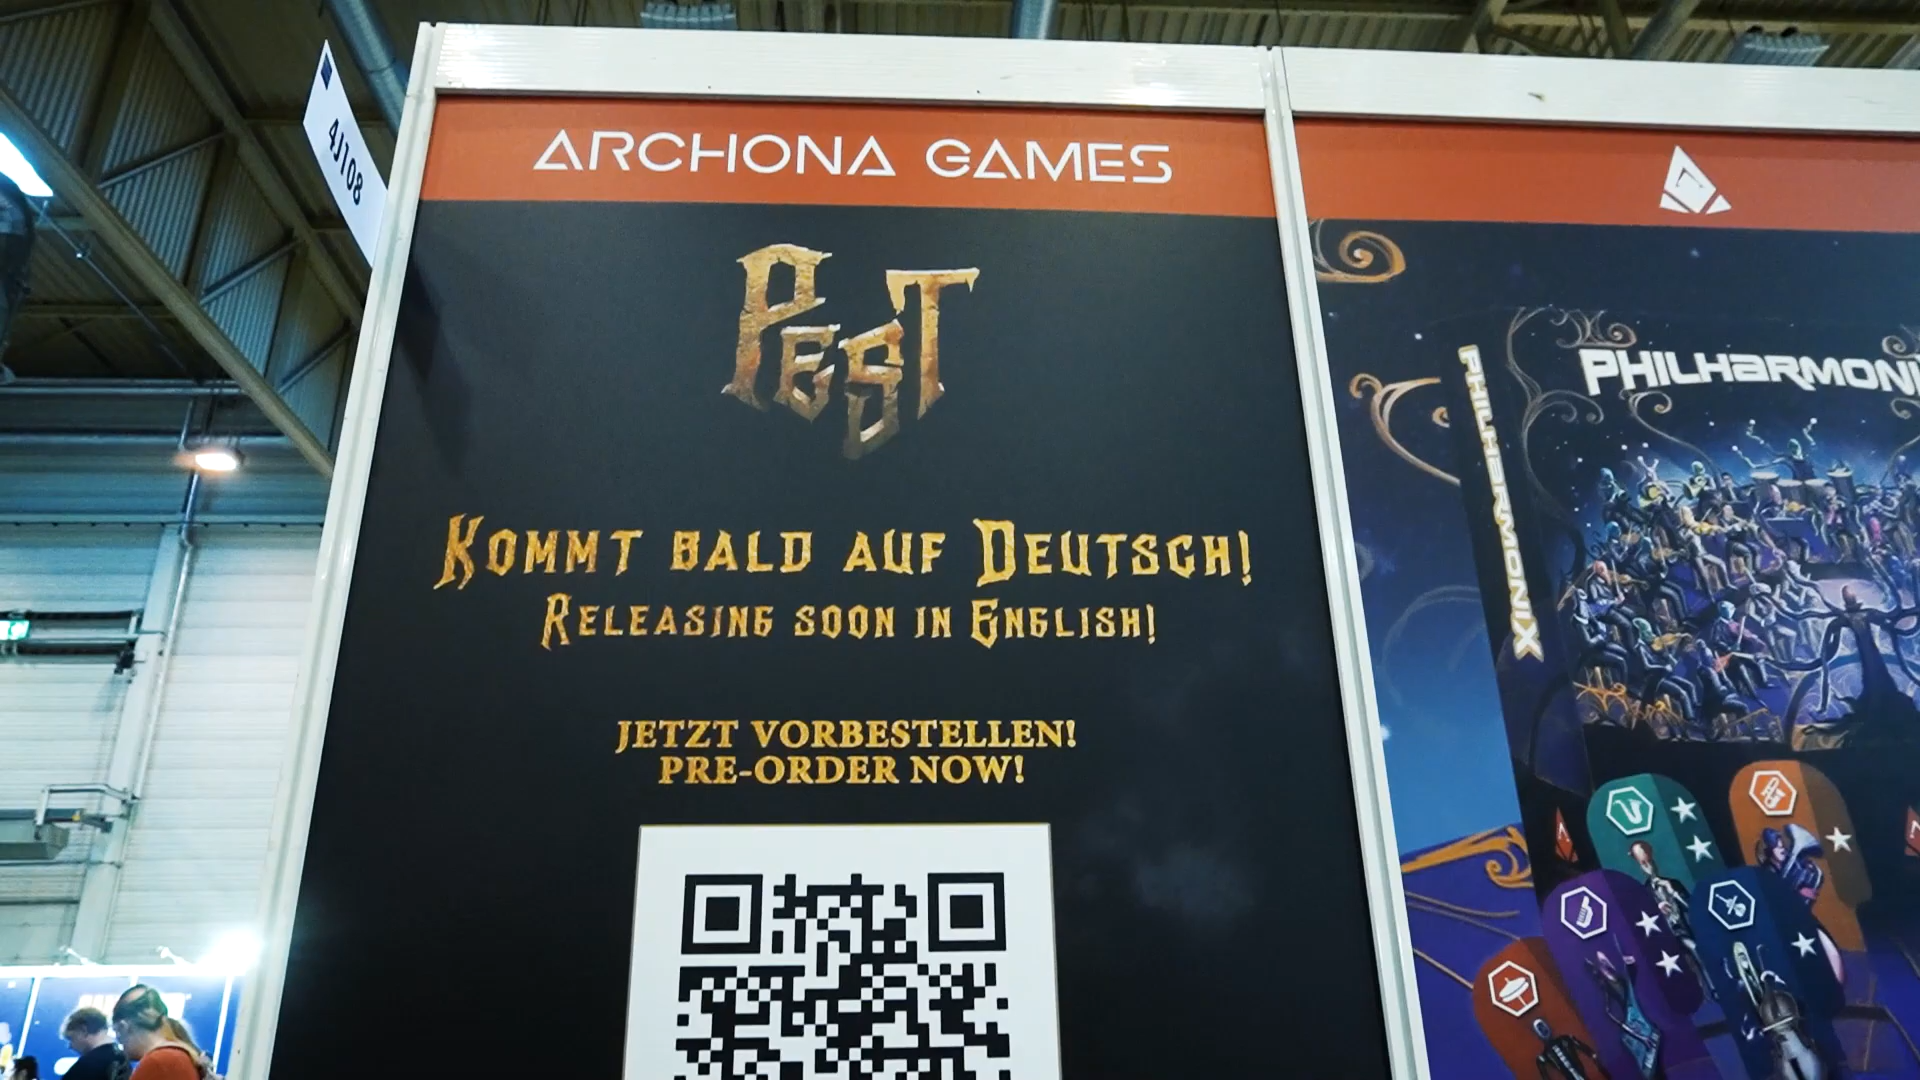 4J108
ARCHONA GAMES
PEST
KOMMT BALD AUF DEUTSCH!
RELEASING SOON IN ENGLISH!
JETZT VORBESTELLEN!
PRE-ORDER NOW!
PHILHARMONI
PHILHARMONIX